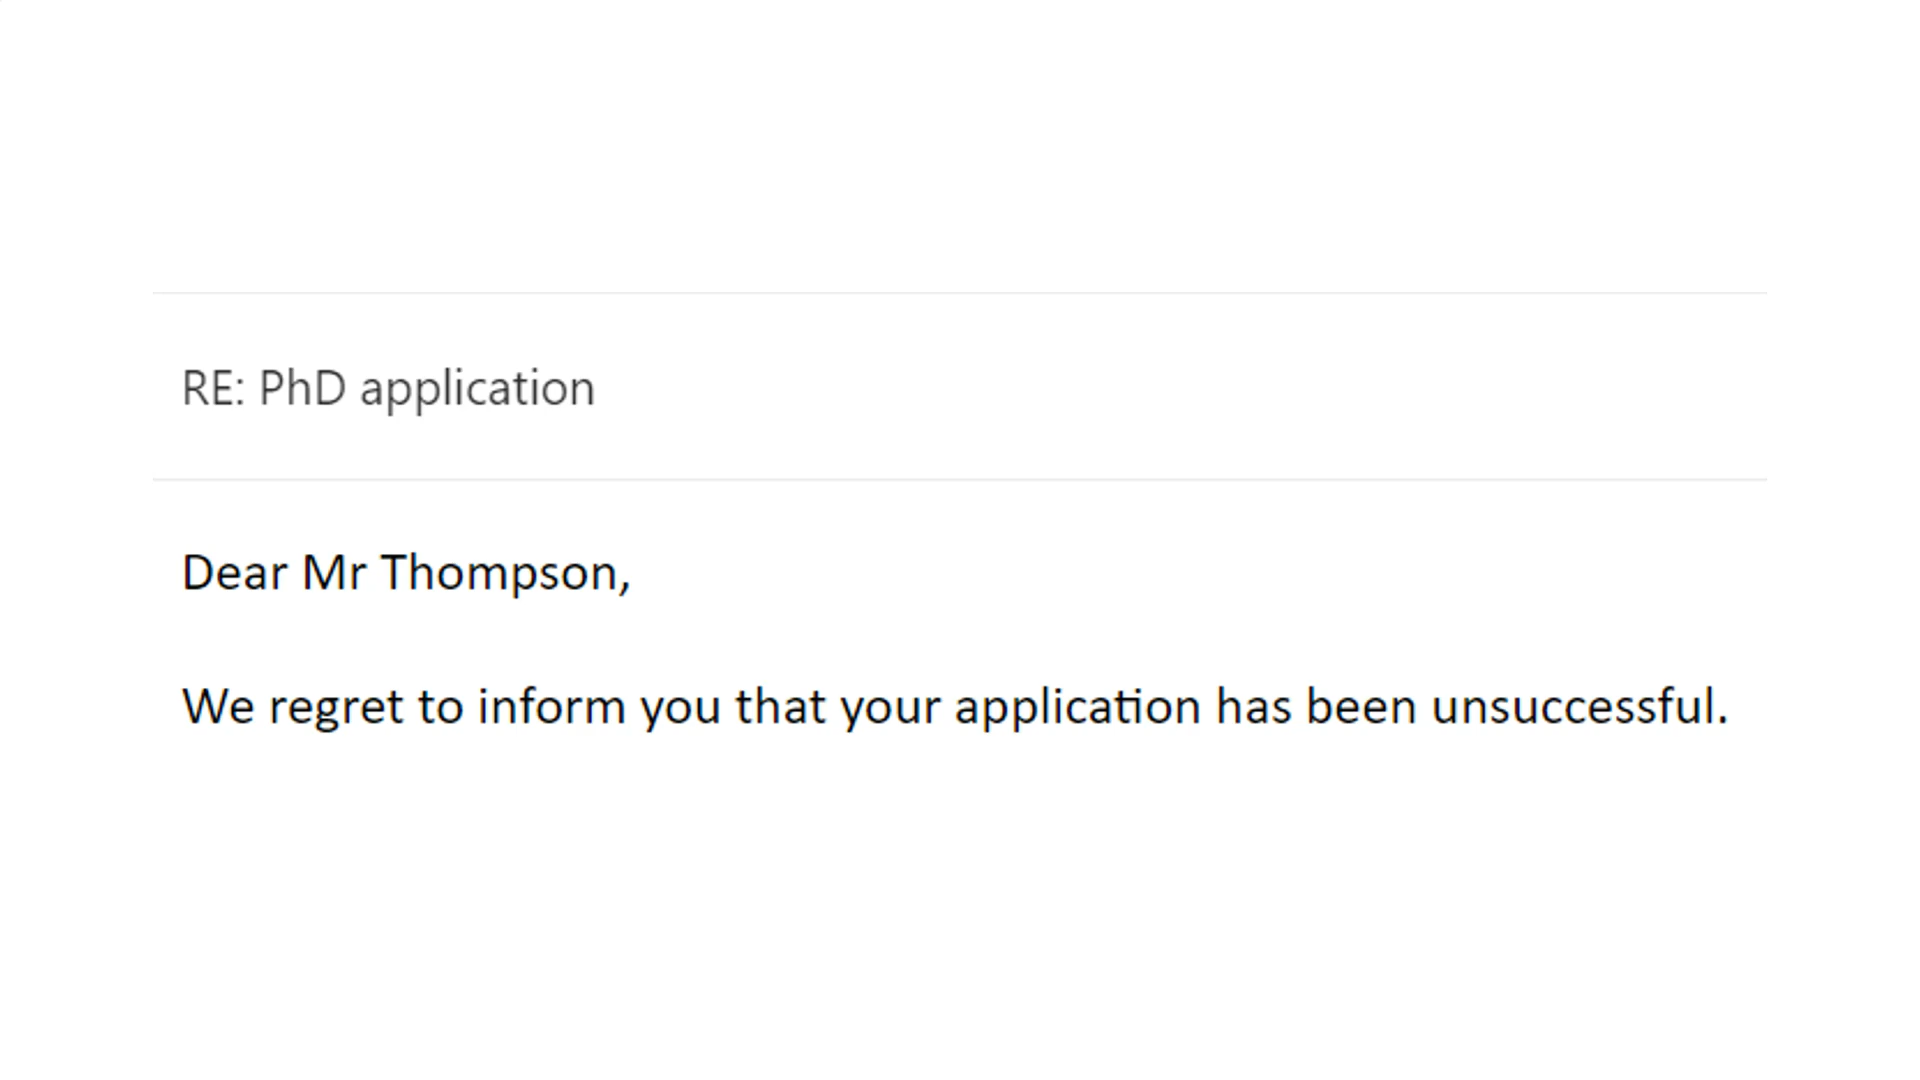 RE: PhD application
Dear Mr Thompson,
We regret to inform you that your application has been unsuccessful.